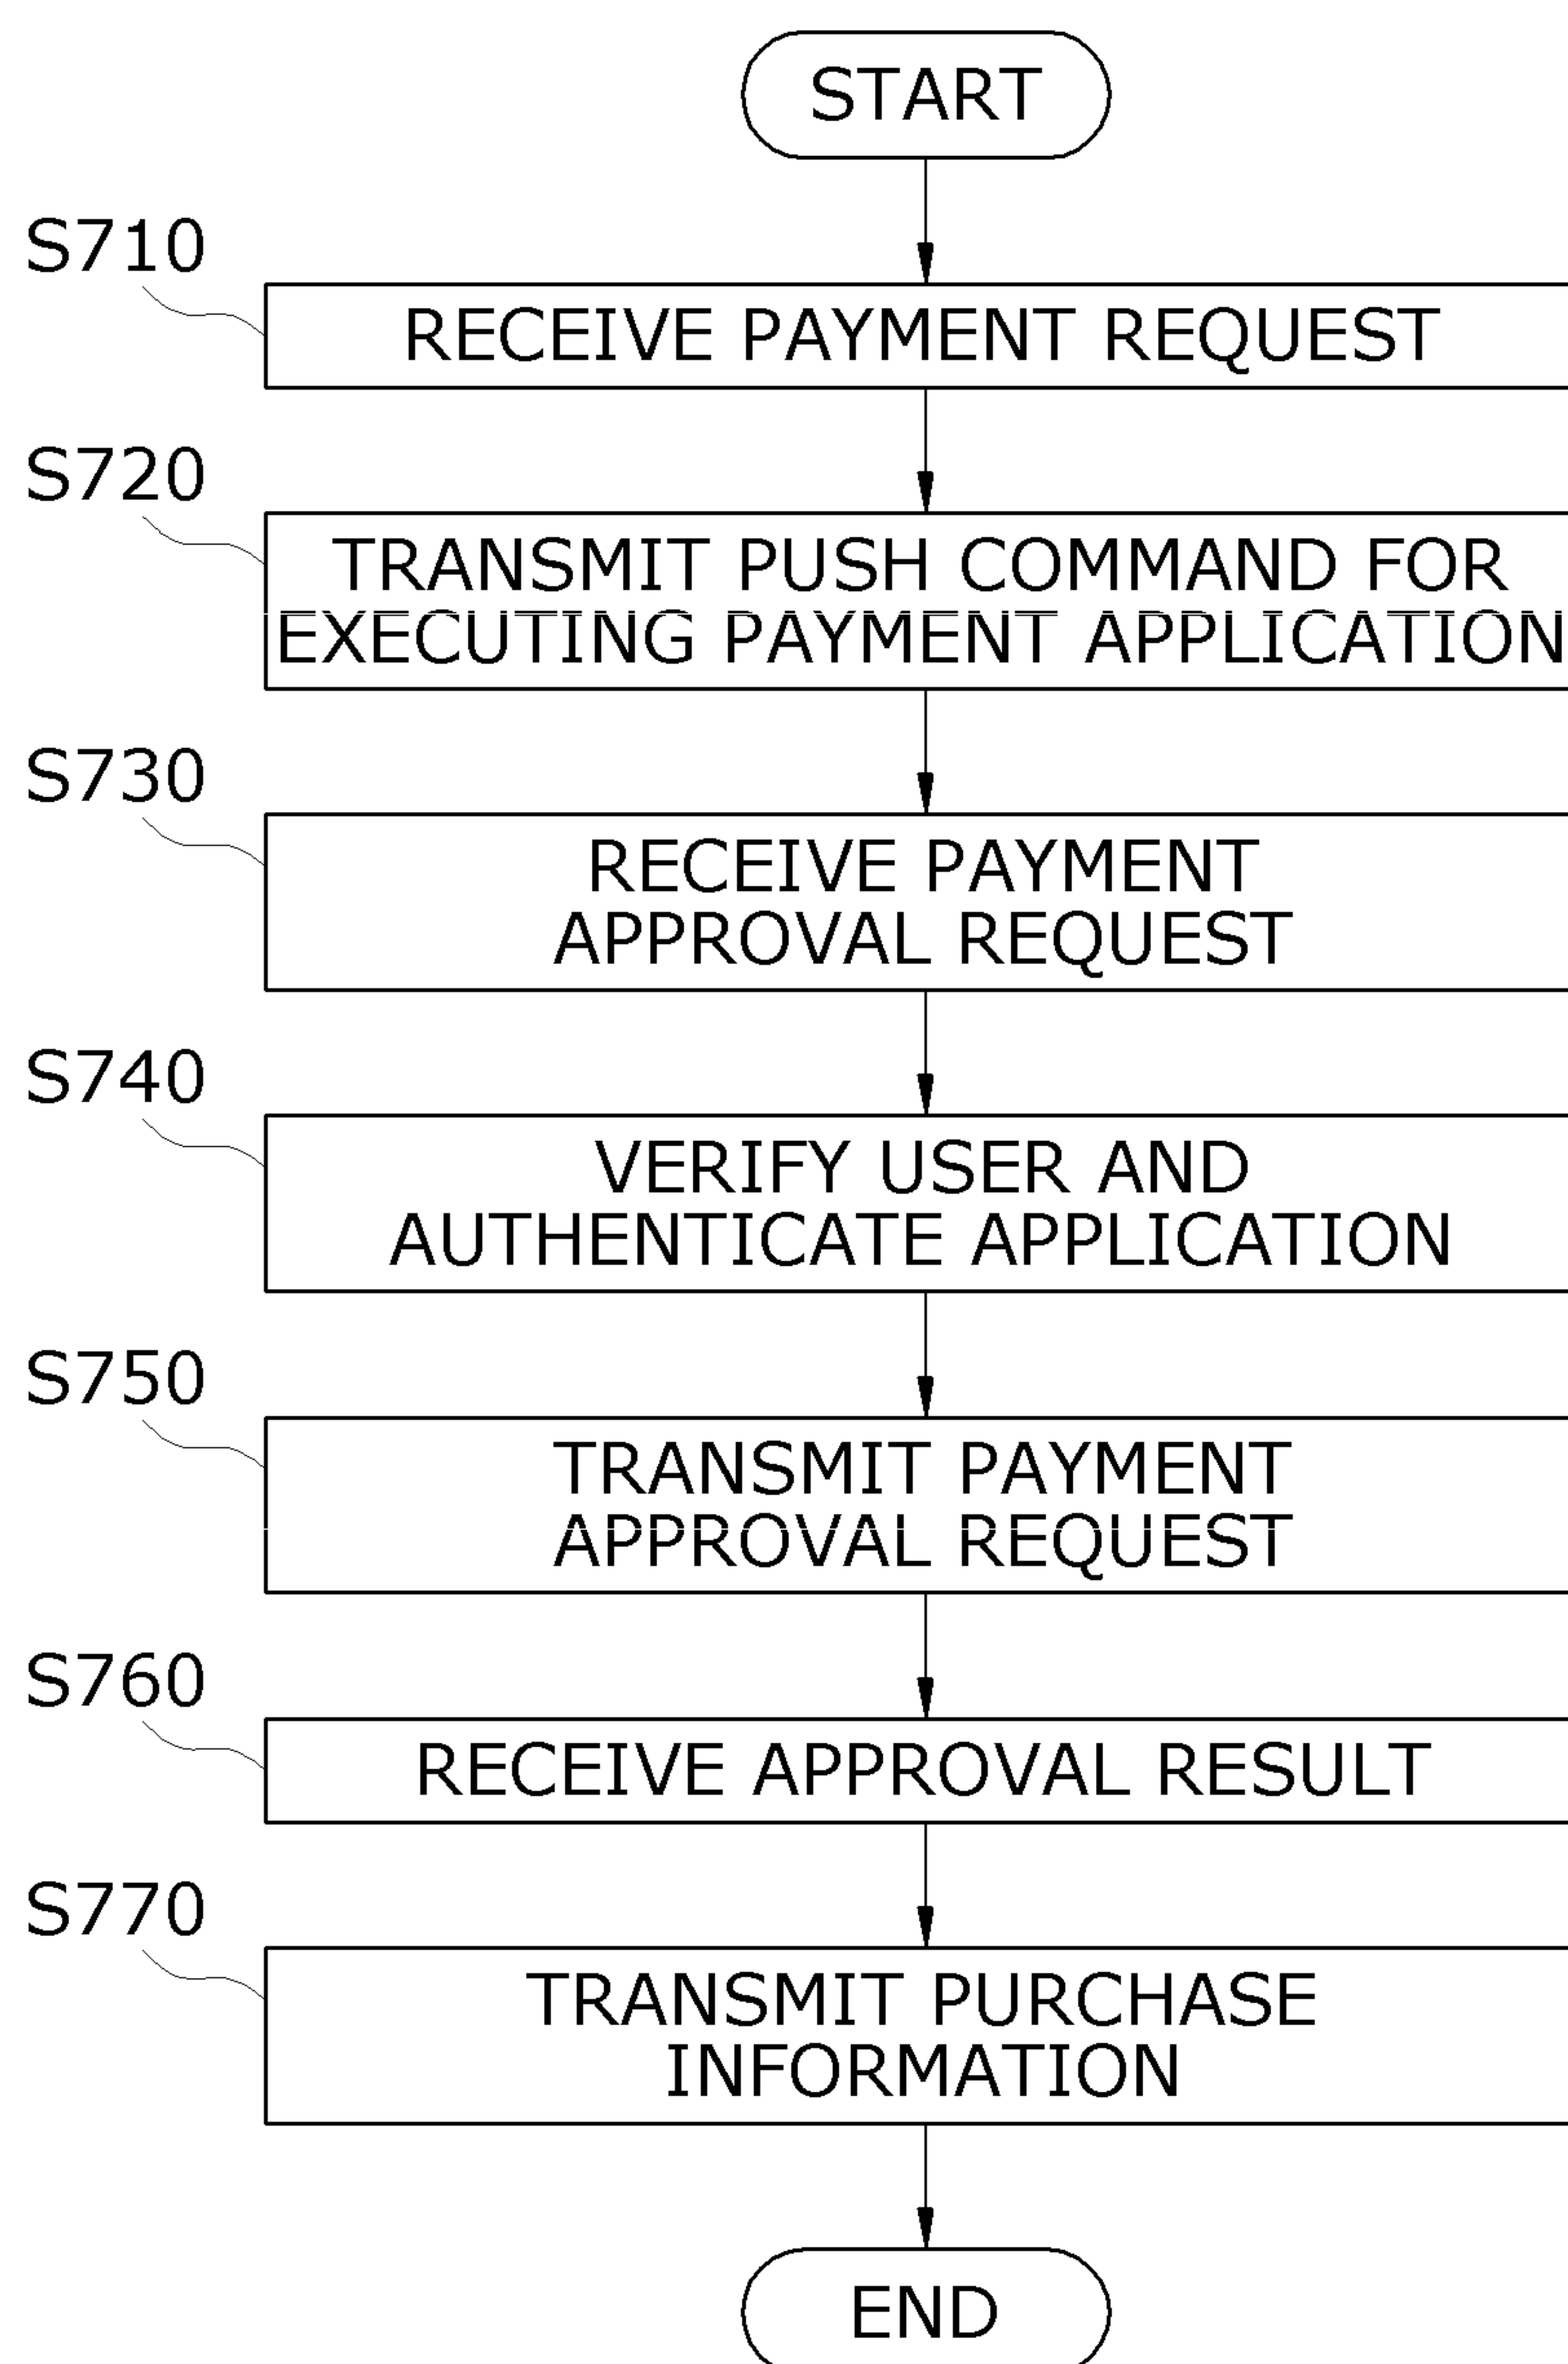 START
S710
RECEIVE PAYMENT REQUEST
S720
TRANSMIT PUSH COMMAND FOR
EXECUTING PAYMENT APPLICATION
S730
RECEIVE PAYMENT
APPROVAL REQUEST
S740
VERIFY USER AND
AUTHENTICATE APPLICATION
S750
TRANSMIT PAYMENT
APPROVAL REQUEST
S760
RECEIVE APPROVAL RESULT
S770
TRANSMIT PURCHASE
INFORMATION
END